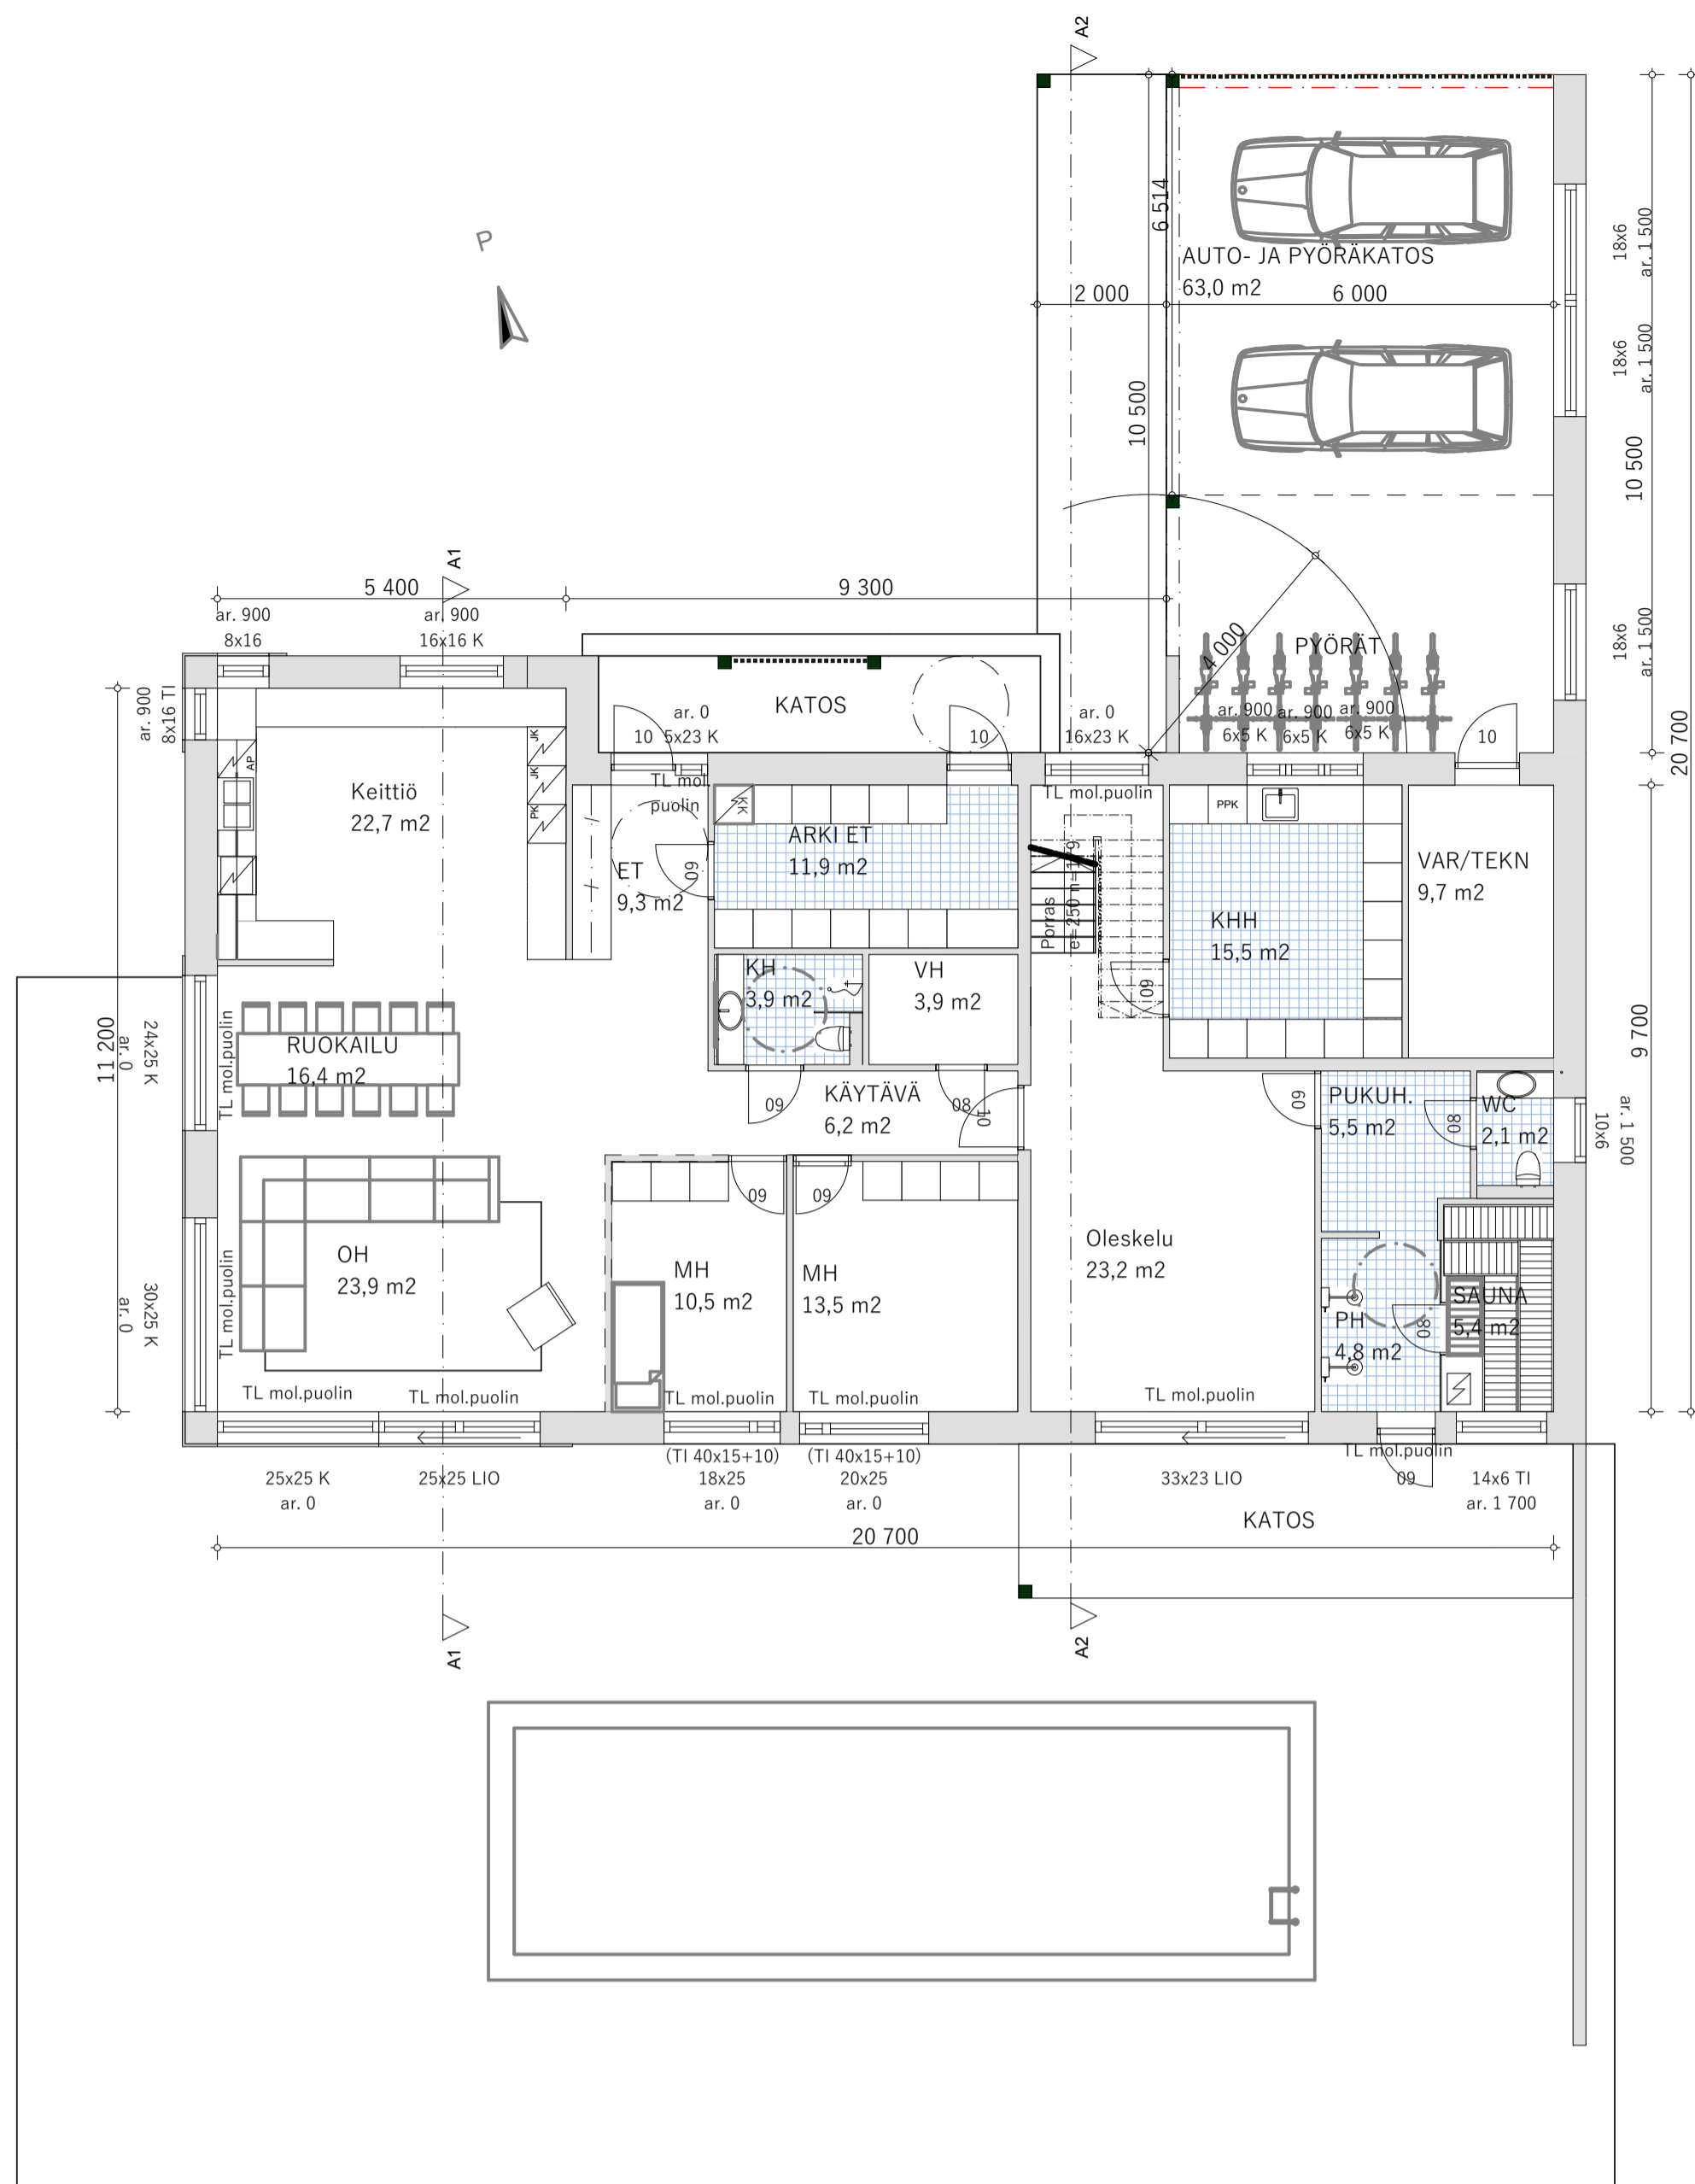 A2
P
6 514
AUTO- JA PYÖRÄKATOS
63,0 m2
2 000
6 000
18x6
ar. 1 500
18x6
ar. 1 500
10 500
10 500
A1
5 400
9 300
ar. 900
8x16
ar. 900
16x16 K
4 000
PYÖRÄT
18x6
ar. 1 500
20 700
8x16 TI
ar. 900
KATOS
ar. 0
10
5x23 K
10
ar. 0
16x23 K
ar. 900
6x5 K
ar. 900
6x5 K
ar. 900
6x5 K
10
AP
JK
JK
PK
Keittiö
22,7 m2
TL mol.
puolin
KK
TL mol.puolin
PPK
ARKI ET
11,9 m2
ET
9,3 m2
09
Porras
VAR/TEKN
9,7 m2
KHH
15,5 m2
KH
3,9 m2
VH
3,9 m2
09
24x25 K
ar. 0
11 200
TL mol.puolin
RUOKAILU
16,4 m2
9 702
KÄYTÄVÄ
6,2 m2
09
08
10
09
PUKUH.
5,5 m2
08
WC
2,1 m2
10x6
ar. 1 500
09
09
Oleskelu
23,2 m2
OH
23,9 m2
MH
10,5 m2
MH
13,5 m2
30x25 K
ar. 0
TL mol.puolin
SAUNA
5,4 m2
PH
4,8 m2
08
TL mol.puolin
TL mol.puolin
TL mol.puolin
TL mol.puolin
TL mol.puolin
TL mol.puolin
25x25 K
ar. 0
25x25 LIO
(TI 40x15+10)
18x25
ar. 0
(TI 40x15+10)
20x25
ar. 0
33x23 LIO
09
14x6 TI
ar. 1 700
KATOS
20 700
A1
A2